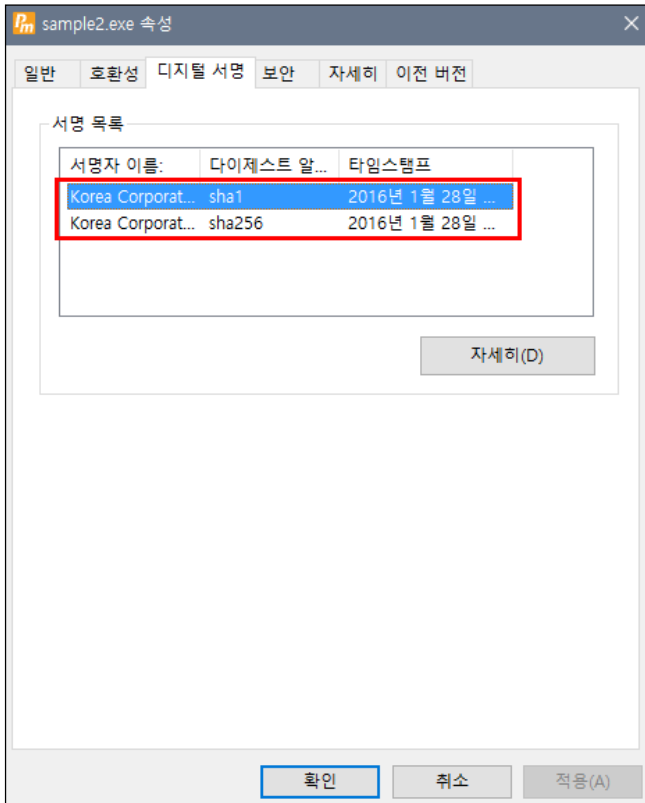 Pm sample2.exe 속성
일반 호환성 디지털 서명 보안 자세히 이전 버전
서명 목록
서명자 이름: 다이제스트 알... 타임스탬프
Korea Corporat... sha1 2016년 1월 28일 ...
Korea Corporat... sha256 2016년 1월 28일 ...
자세히(D)
확인 취소 적용(A)